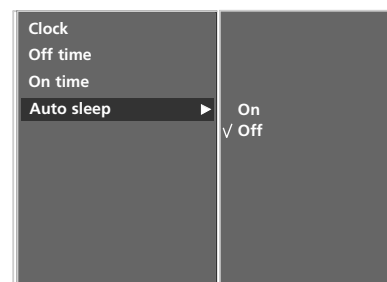 Clock
Off time
On time
Auto sleep ▶
On
√ Off